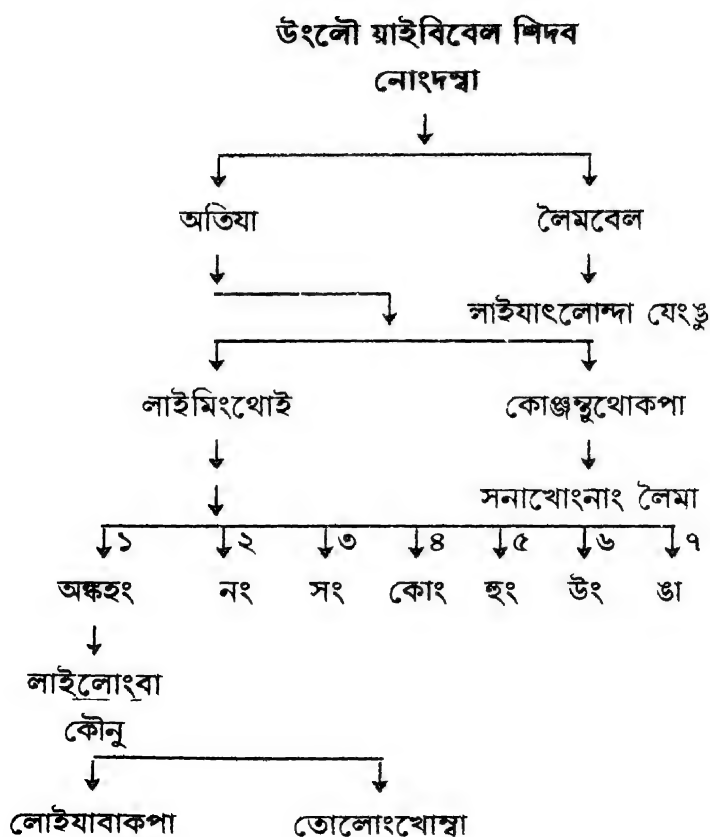 উংলৌ য়াইবিবেল শিদব
নোংদম্বা
অতিযা লৈমবেল
লাইযাৎলোন্দা যেংঙু
লাইমিংথোই কোঞ্জন্থুথোকপা
সনাখোংনাং লৈমা
১ ২ ৩ ৪ ৫ ৬ ৭
অঙ্কহং নং সং কোং হুং উং ঙা
লাইলোংবা
কৌনু
লোইযাবাকপা তোলোংখোম্বা